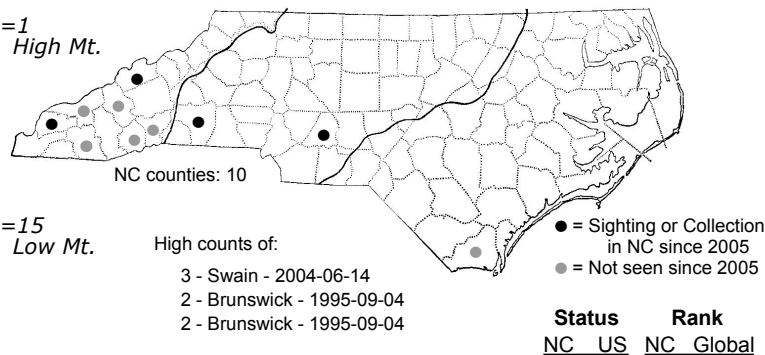 =1
High Mt.
NC counties: 10
=15
Low Mt.
High counts of:
3 - Swain - 2004-06-14
2 - Brunswick - 1995-09-04
2 - Brunswick - 1995-09-04
= Sighting or Collection
in NC since 2005
= Not seen since 2005
Status Rank
NC US NC Global